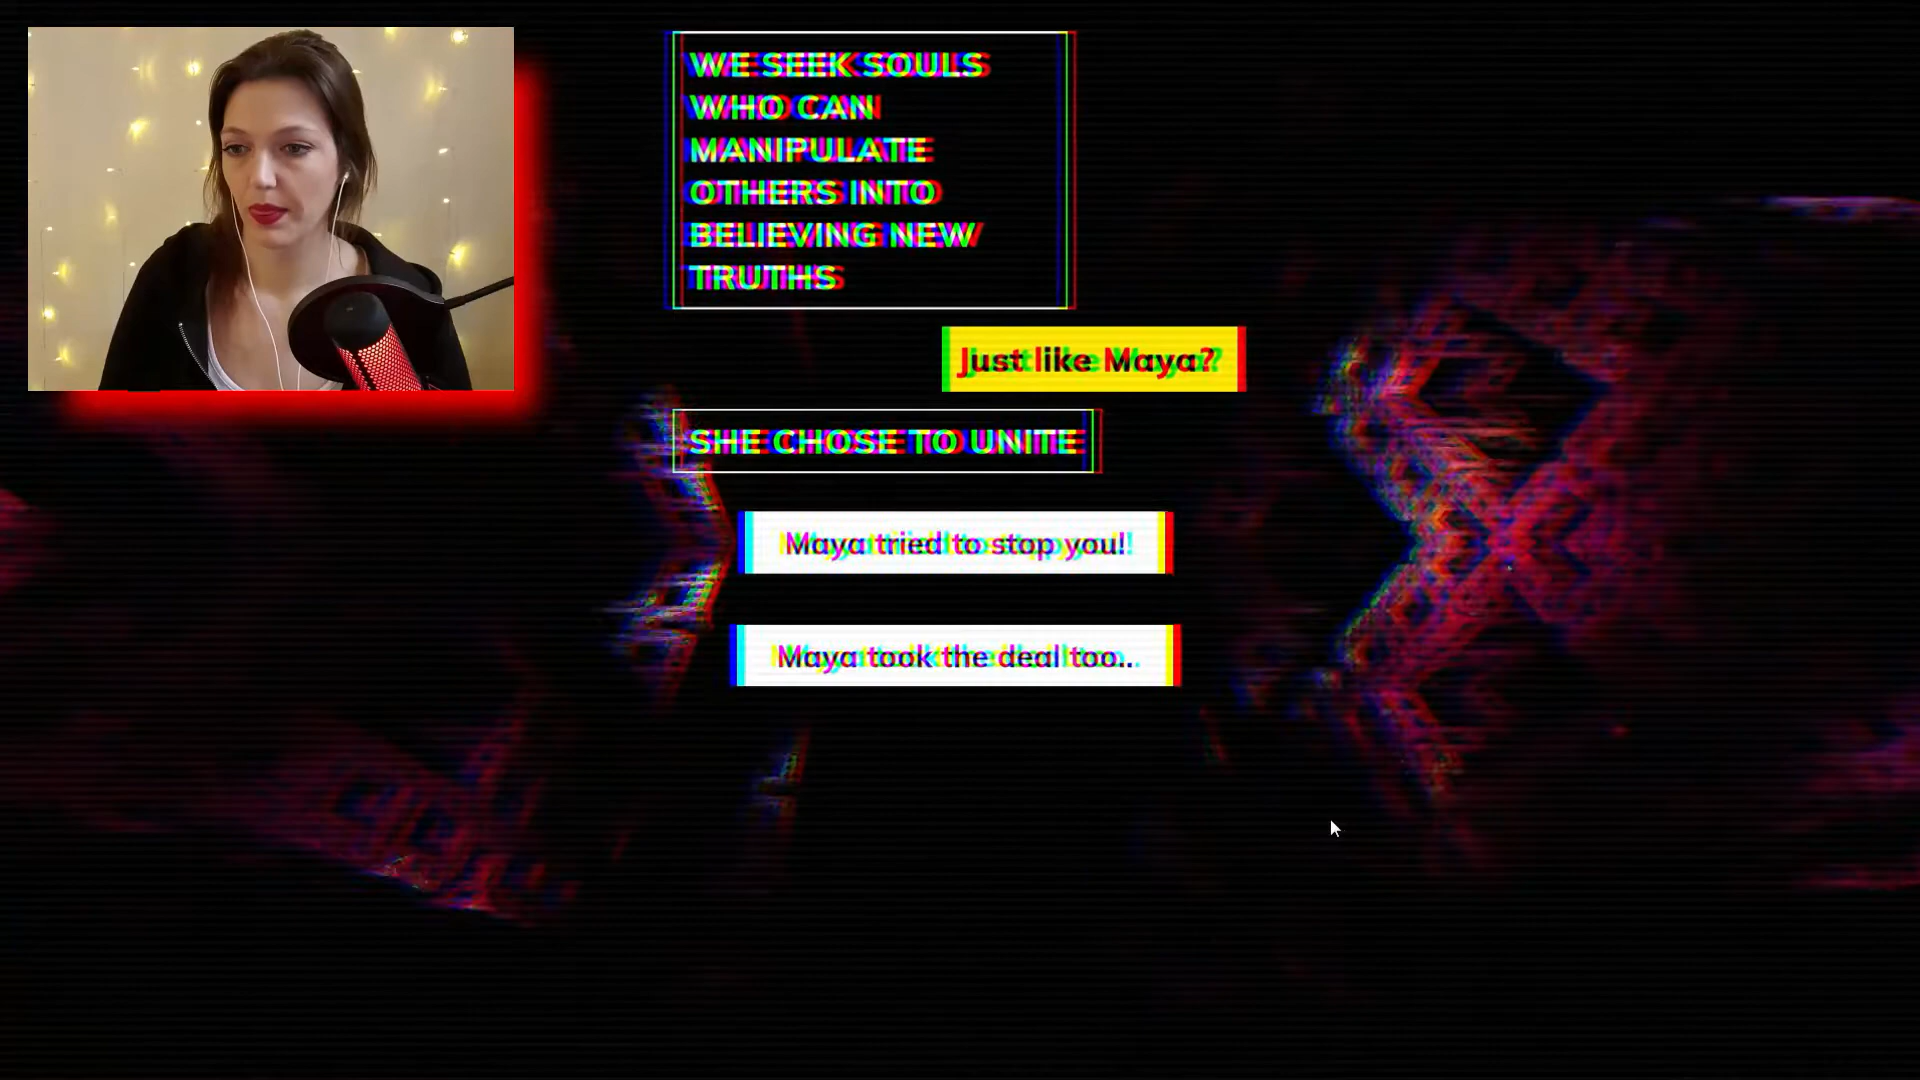 WE SEEK SOULS
WHO CAN
MANIPULATE
OTHERS INTO
BELIEVING NEW
TRUTHS
Just like Maya?
SHE CHOSE TO UNITE
Maya tried to stop you!
Maya took the deal too..